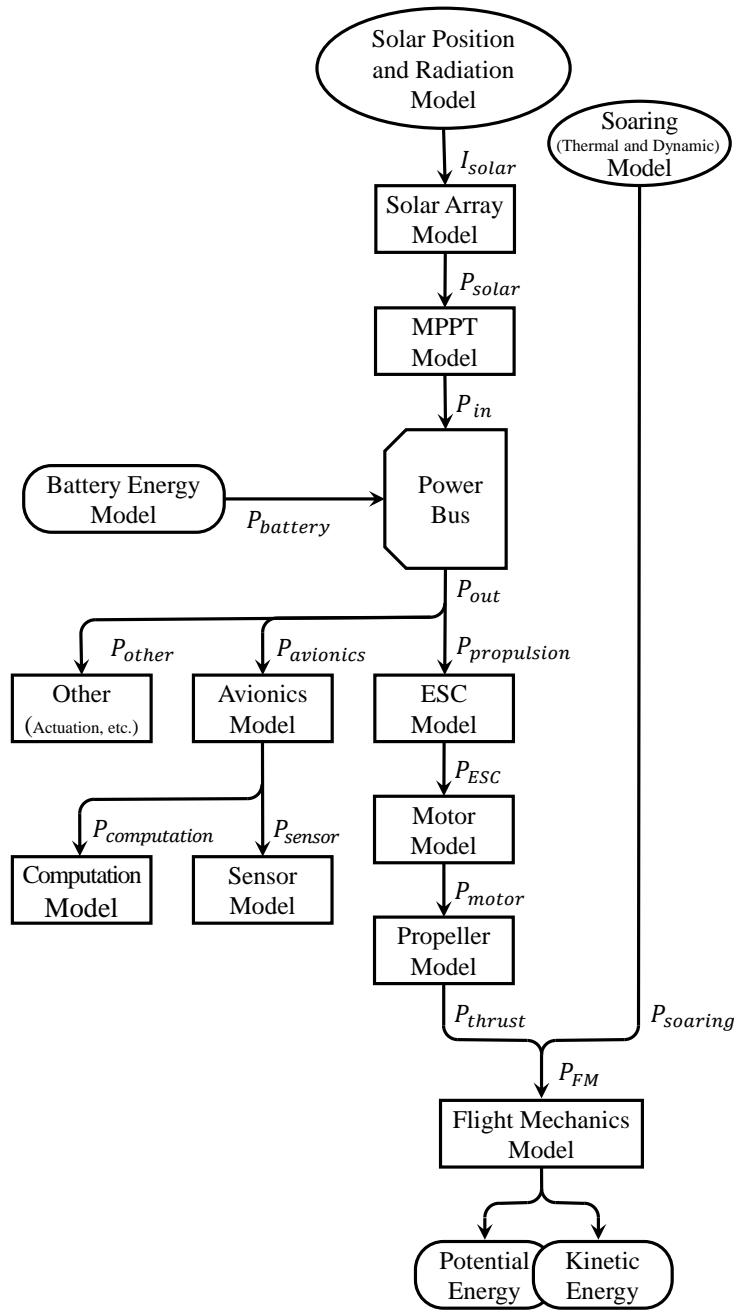 Solar Position
and Radiation
Model
Soaring
(Thermal and Dynamic)
Model
I_solar
Solar Array
Model
P_solar
MPPT
Model
P_in
Battery Energy
Model
P_battery
Power
Bus
P_out
P_other
P_avionics
P_propulsion
Other
(Actuation, etc.)
Avionics
Model
ESC
Model
P_ESC
P_computation
P_sensor
Motor
Model
Computation
Model
Sensor
Model
P_motor
Propeller
Model
P_thrust
P_soaring
P_FM
Flight Mechanics
Model
Potential
Energy
Kinetic
Energy